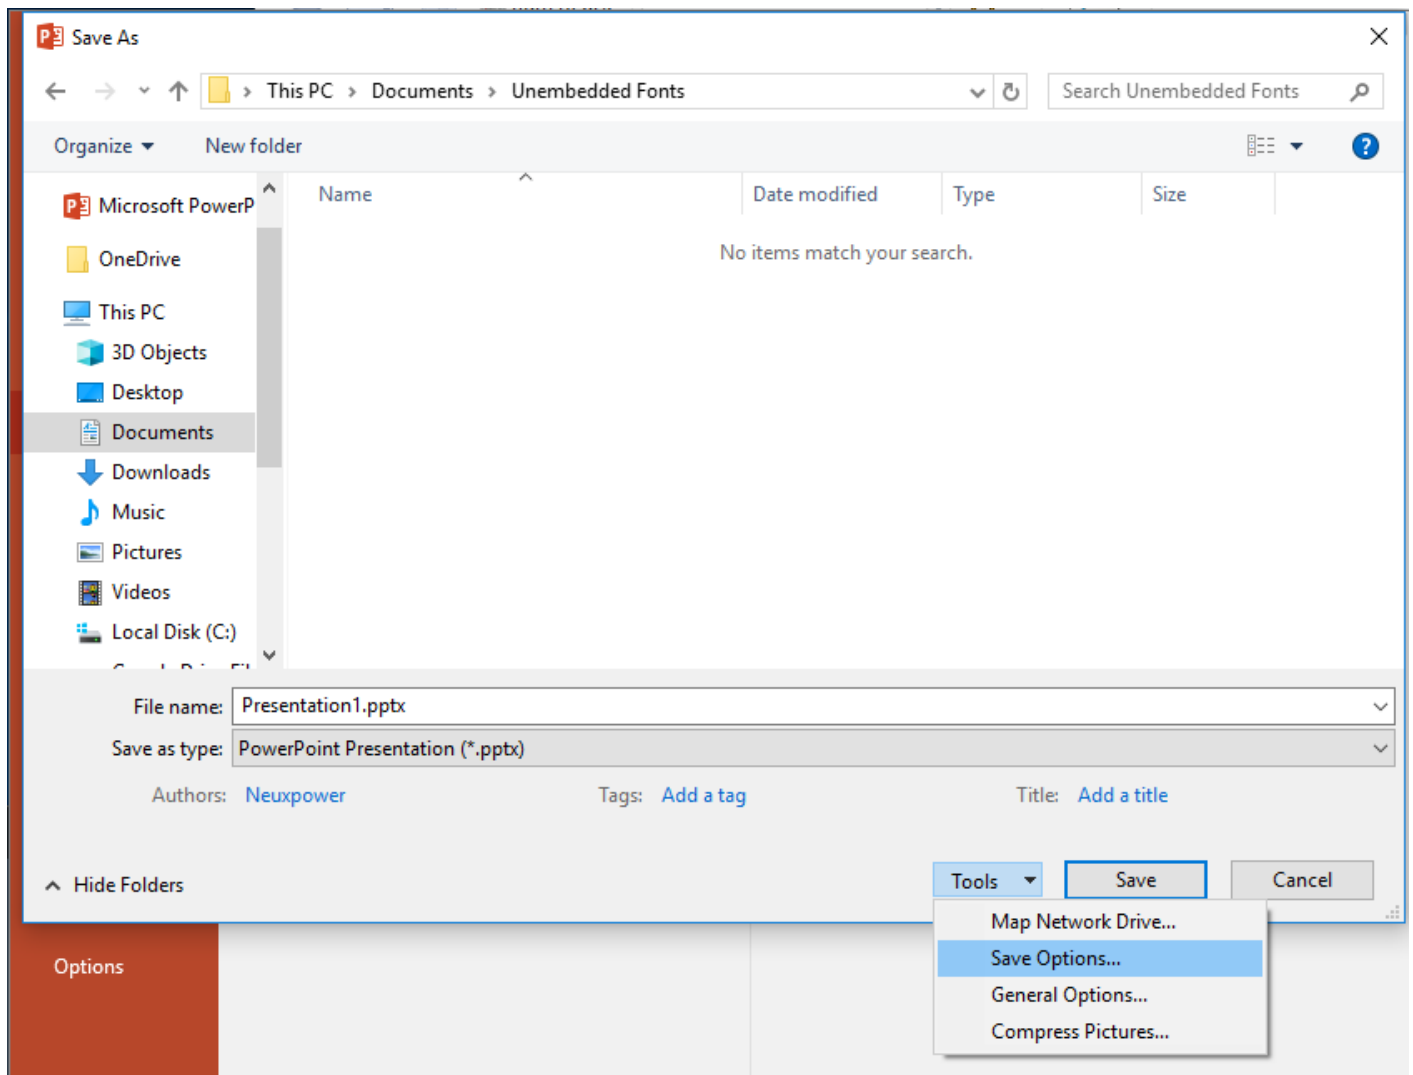 Save As
This PC > Documents > Unembedded Fonts
Search Unembedded Fonts
Organize
New folder
Microsoft PowerP
OneDrive
This PC
3D Objects
Desktop
Documents
Downloads
Music
Pictures
Videos
Local Disk (C:)
Name
Date modified
Type
Size
No items match your search.
File name: Presentation1.pptx
Save as type: PowerPoint Presentation (*.pptx)
Authors: Neuxpower
Tags: Add a tag
Title: Add a title
Hide Folders
Tools
Save
Cancel
Map Network Drive...
Save Options...
General Options...
Compress Pictures...
Options